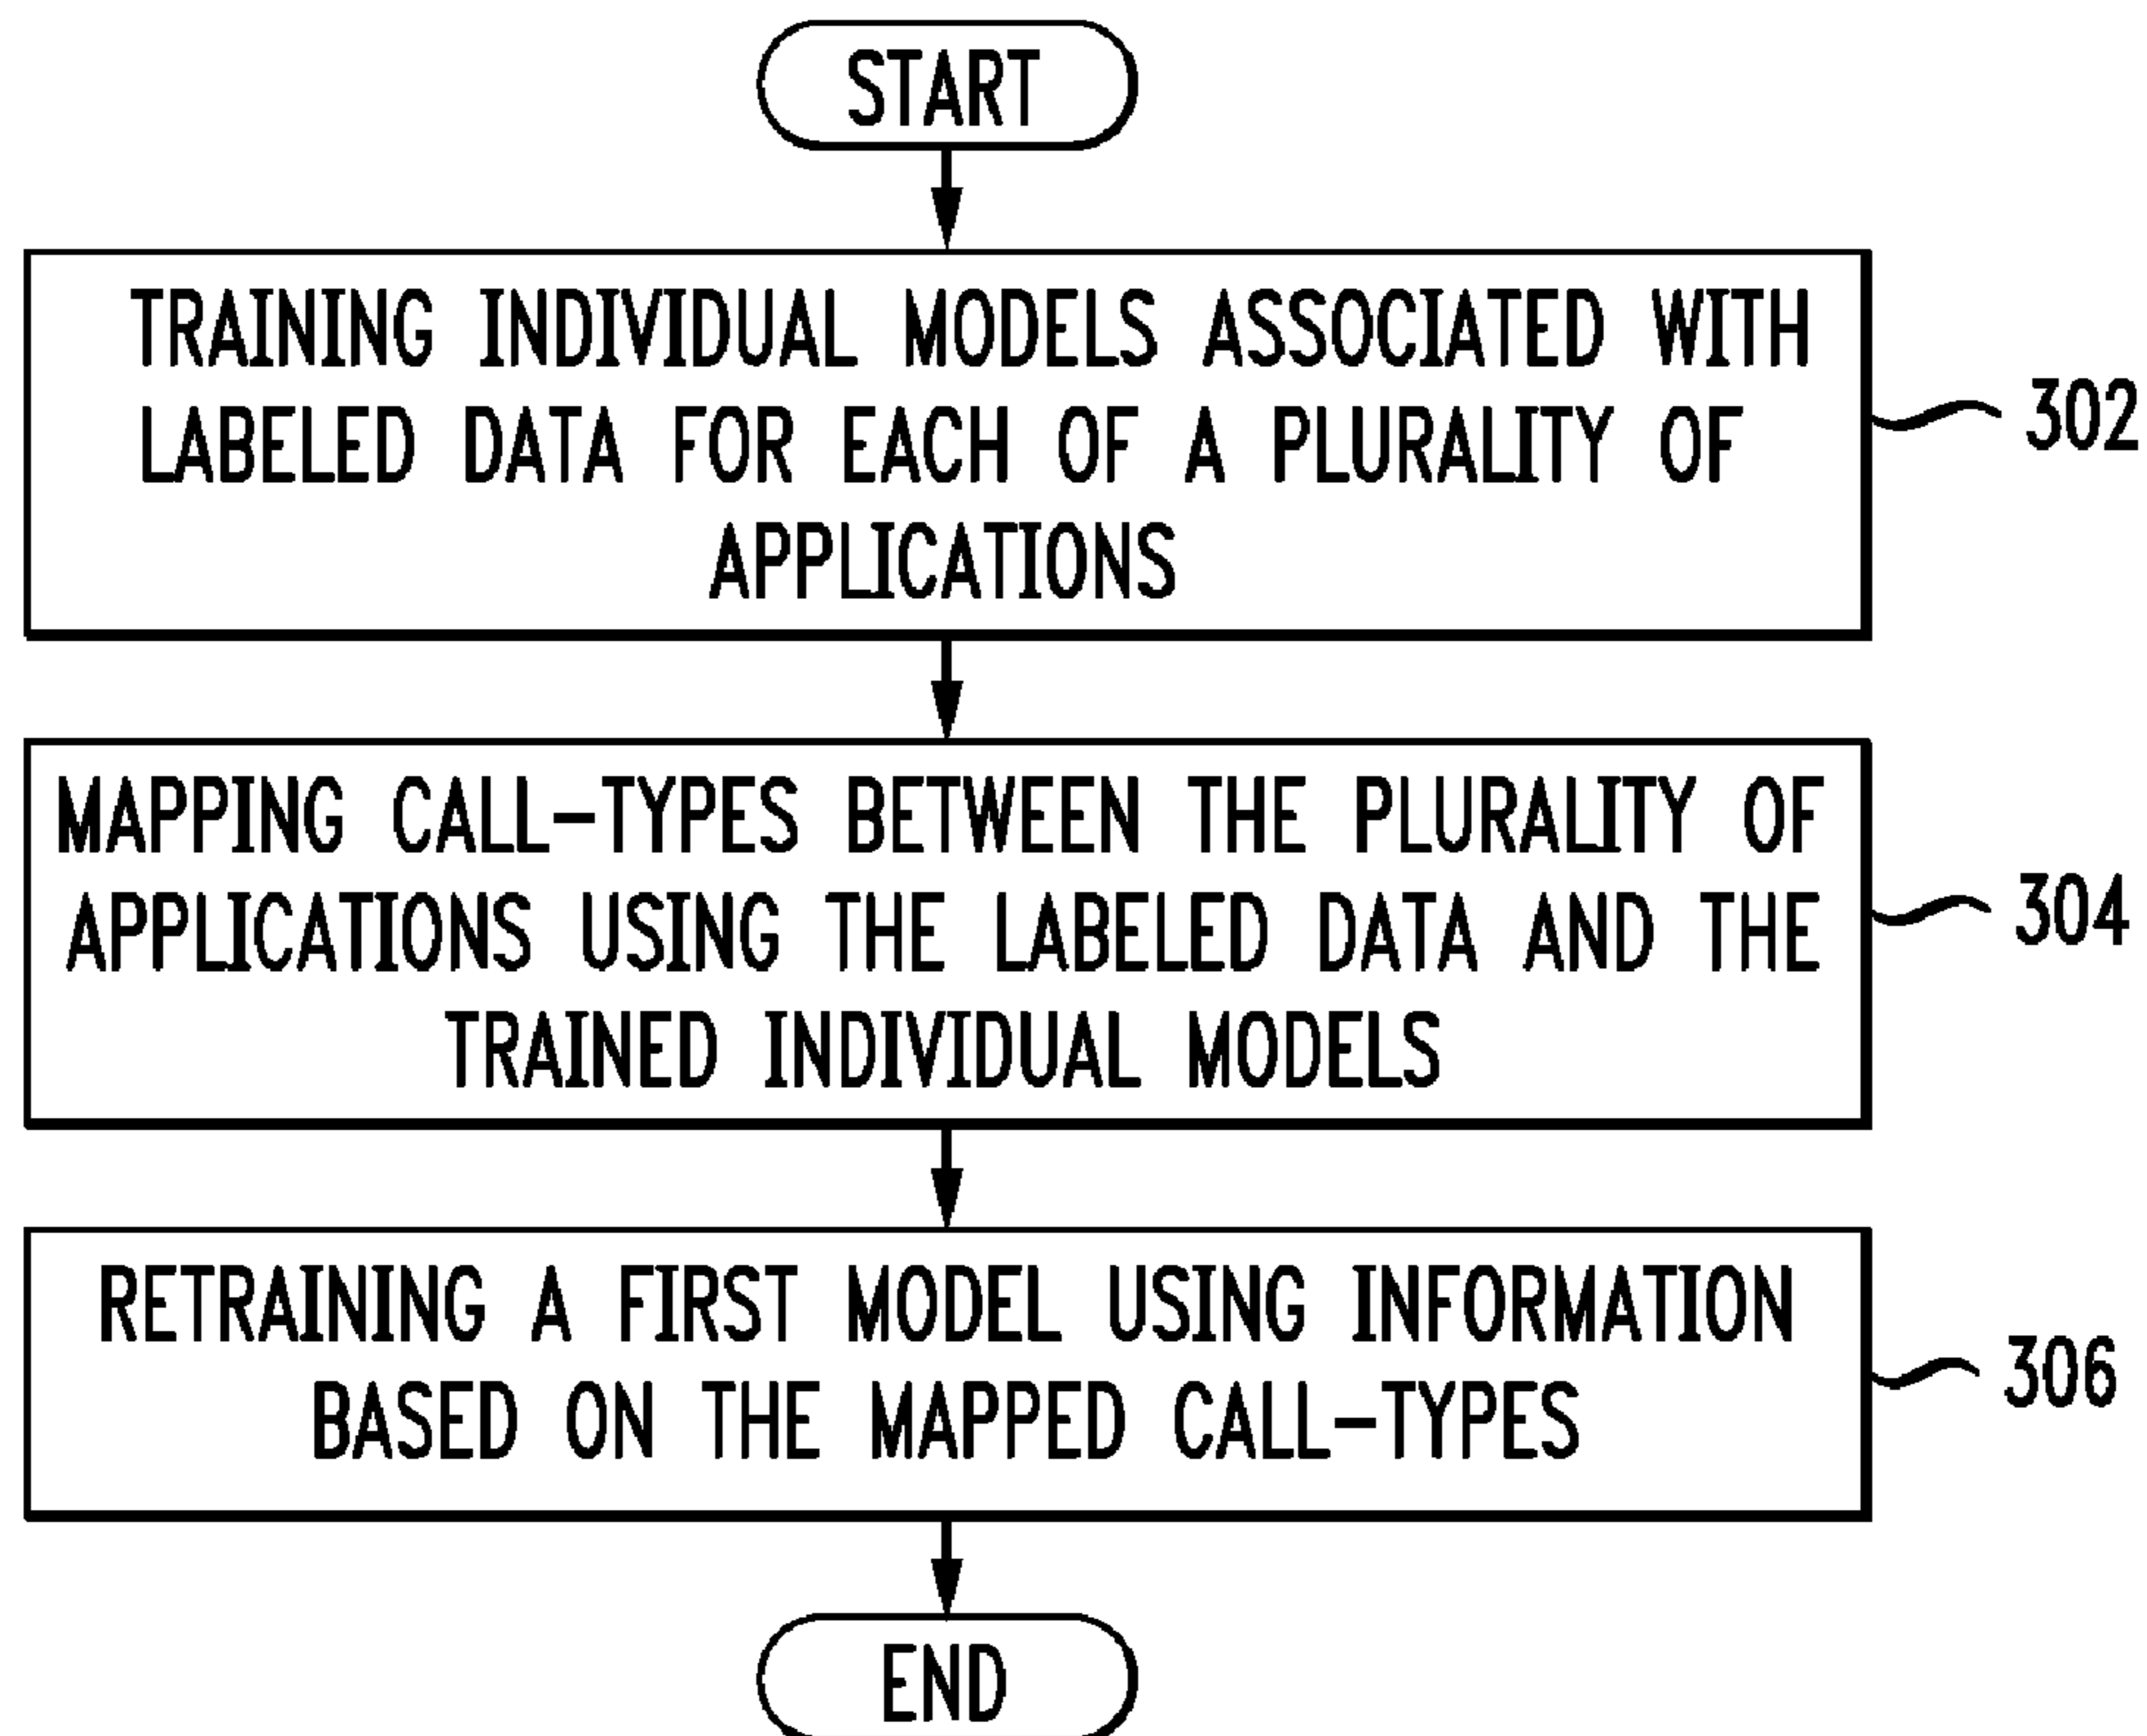 START
TRAINING INDIVIDUAL MODELS ASSOCIATED WITH
LABELED DATA FOR EACH OF A PLURALITY OF
APPLICATIONS
302
MAPPING CALL-TYPES BETWEEN THE PLURALITY OF
APPLICATIONS USING THE LABELED DATA AND THE
TRAINED INDIVIDUAL MODELS
304
RETRAINING A FIRST MODEL USING INFORMATION
BASED ON THE MAPPED CALL-TYPES
306
END